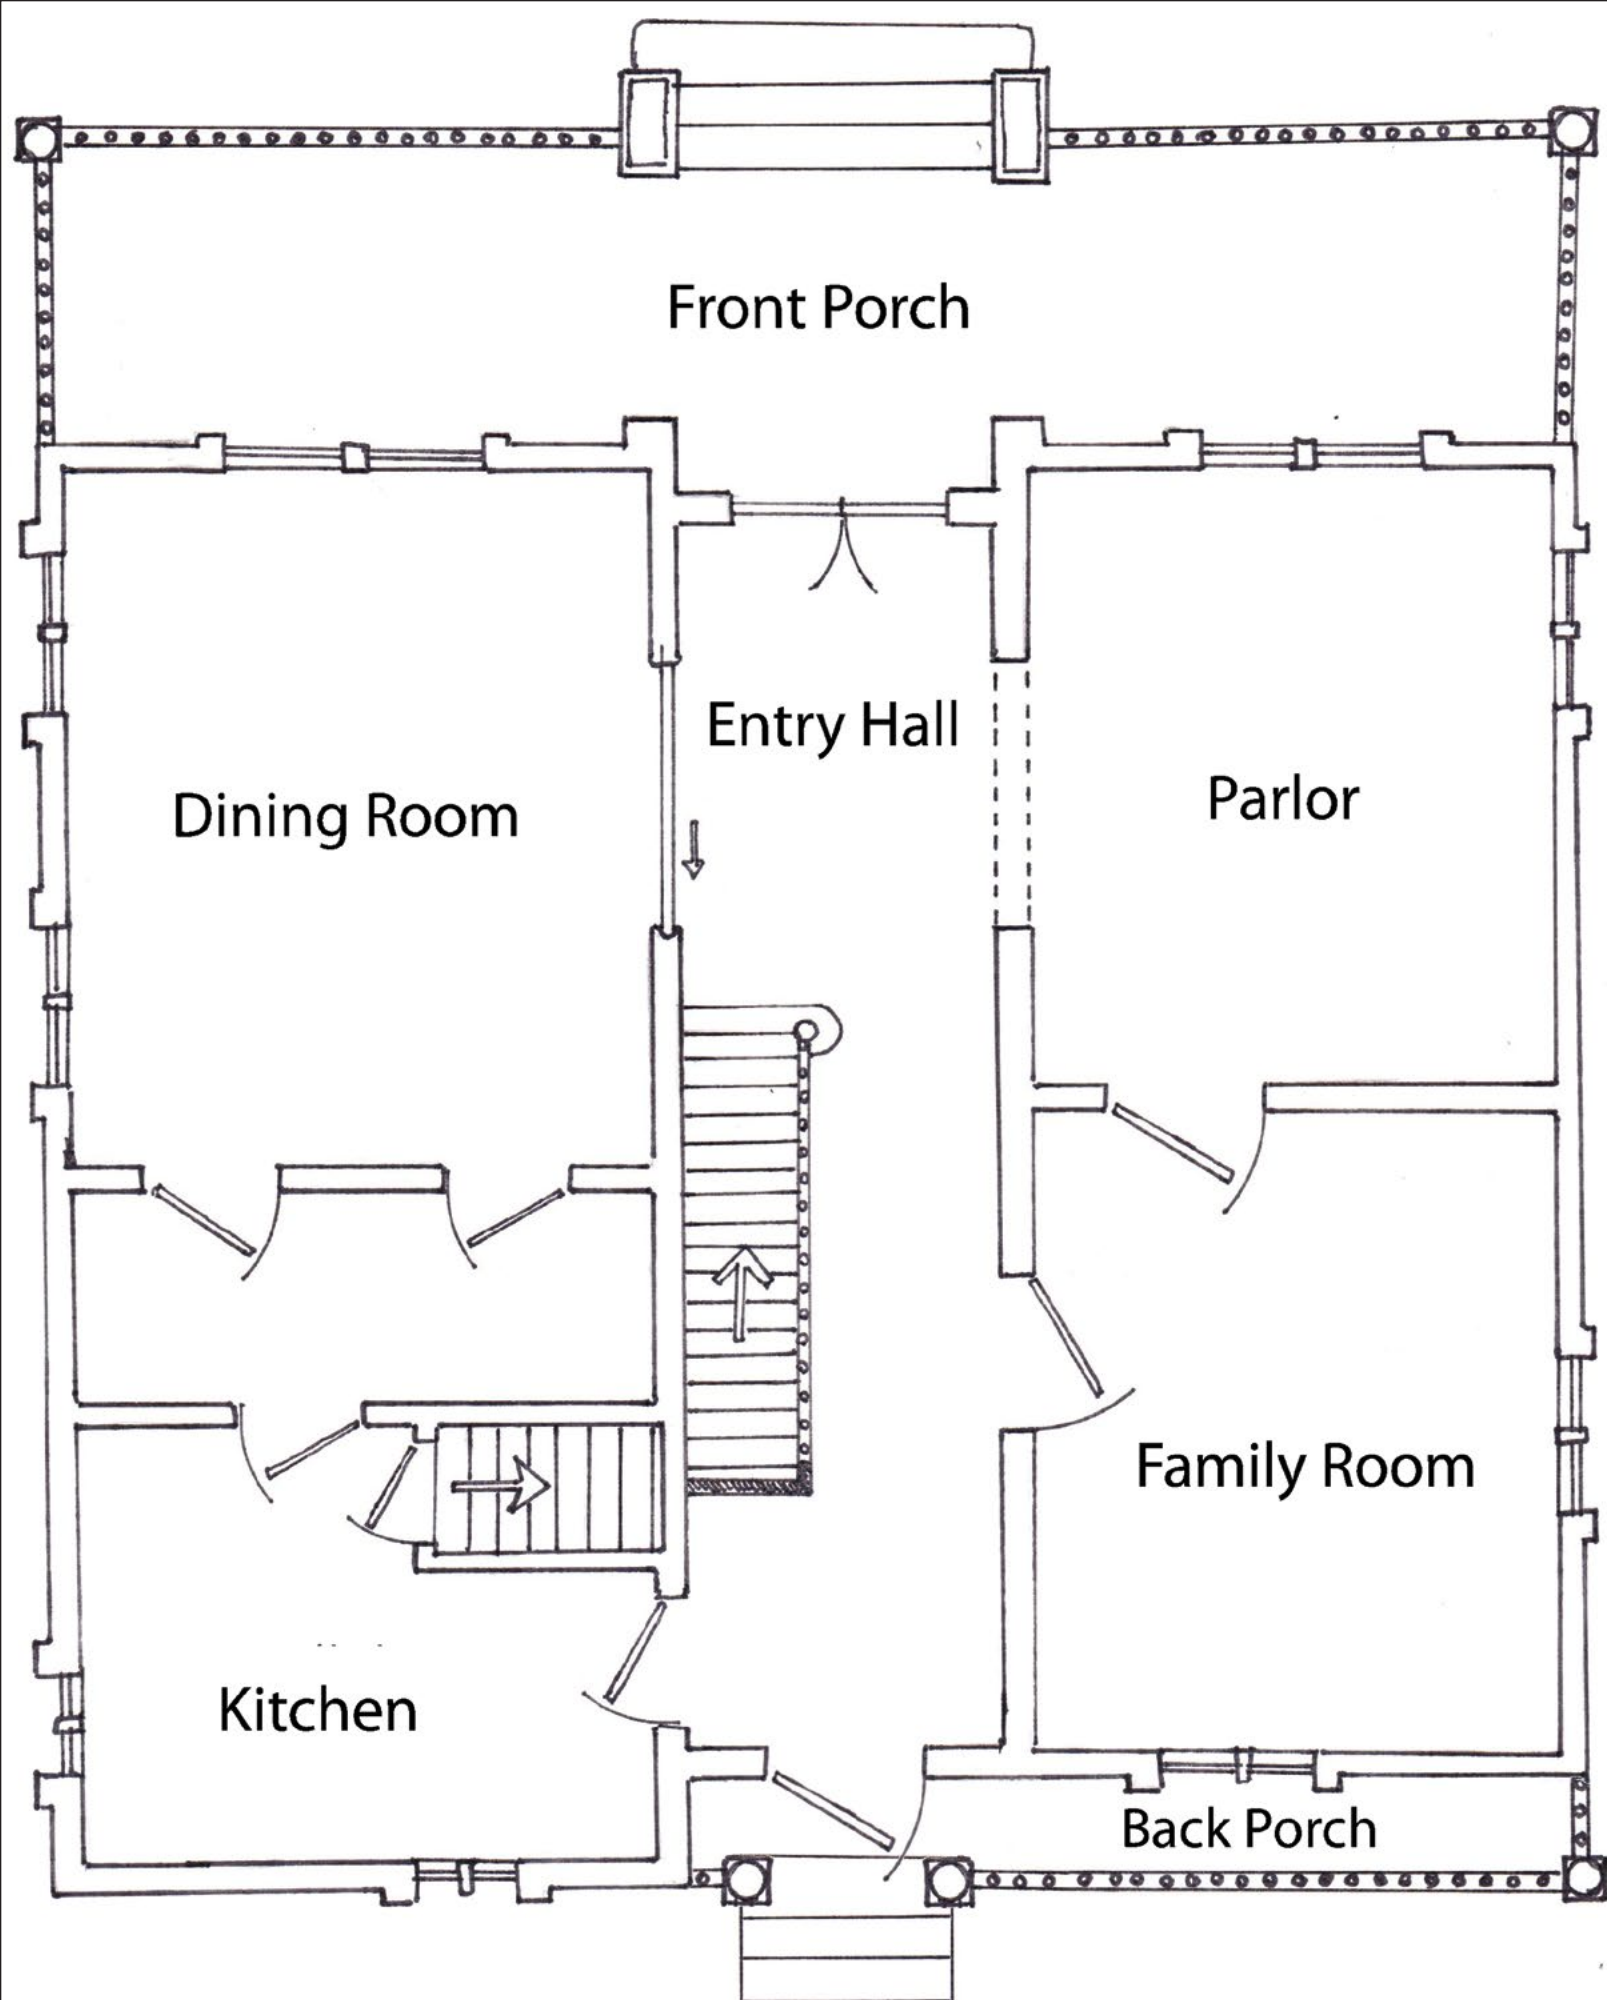 Front Porch
Entry Hall
Dining Room
Parlor
Family Room
Kitchen
Back Porch